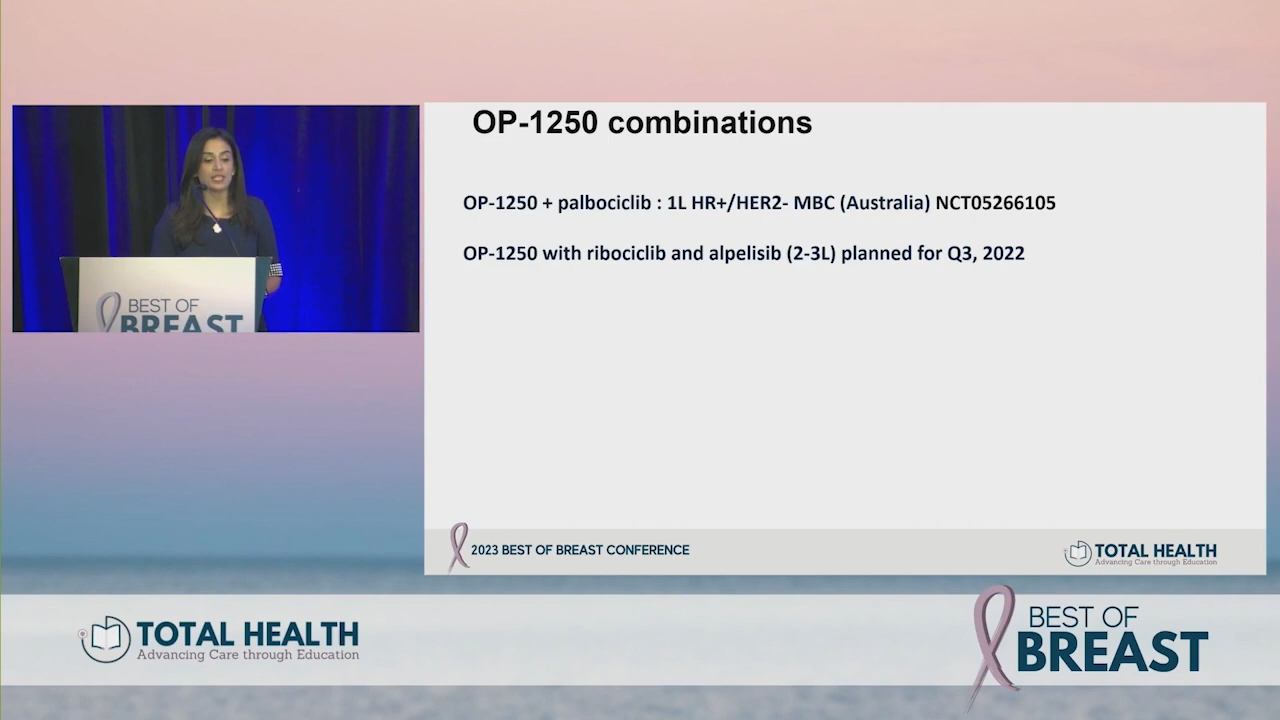 OP-1250 combinations
OP-1250 + palbociclib : 1L HR+/HER2- MBC (Australia) NCT05266105
OP-1250 with ribociclib and alpelisib (2-3L) planned for Q3, 2022
BEST OF
BREAST
2023 BEST OF BREAST CONFERENCE
TOTAL HEALTH
Advancing Care through Education
TOTAL HEALTH
Advancing Care through Education
BEST OF
BREAST